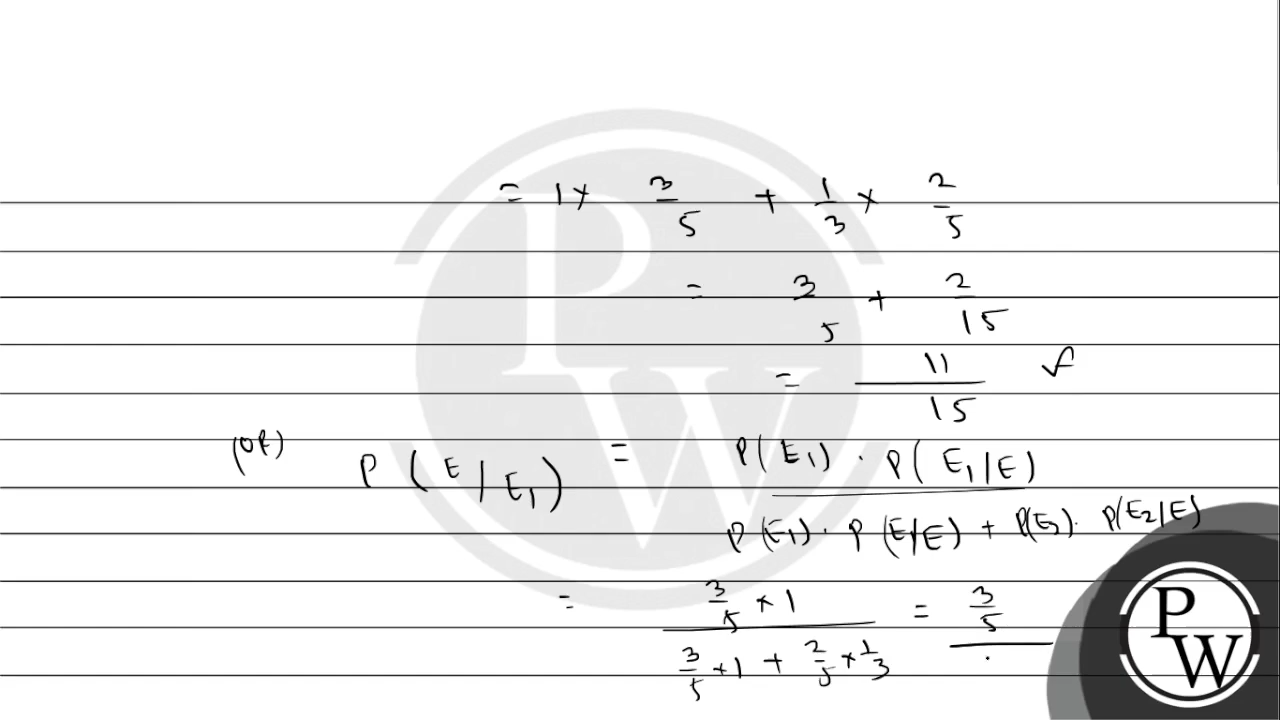 = 1 × 3/5 + 1/3 × 2/5
= 3/5 + 2/15
= 11/15 ✓
(OR) P(E/E₁) = P(E₁) · P(E₁/E) / P(E₁) · P(E₁/E) + P(E₂) · P(E₂/E)
= 3/5 × 1 / 3/5 × 1 + 2/5 × 1/3 = 3/5 / .
PW
PW